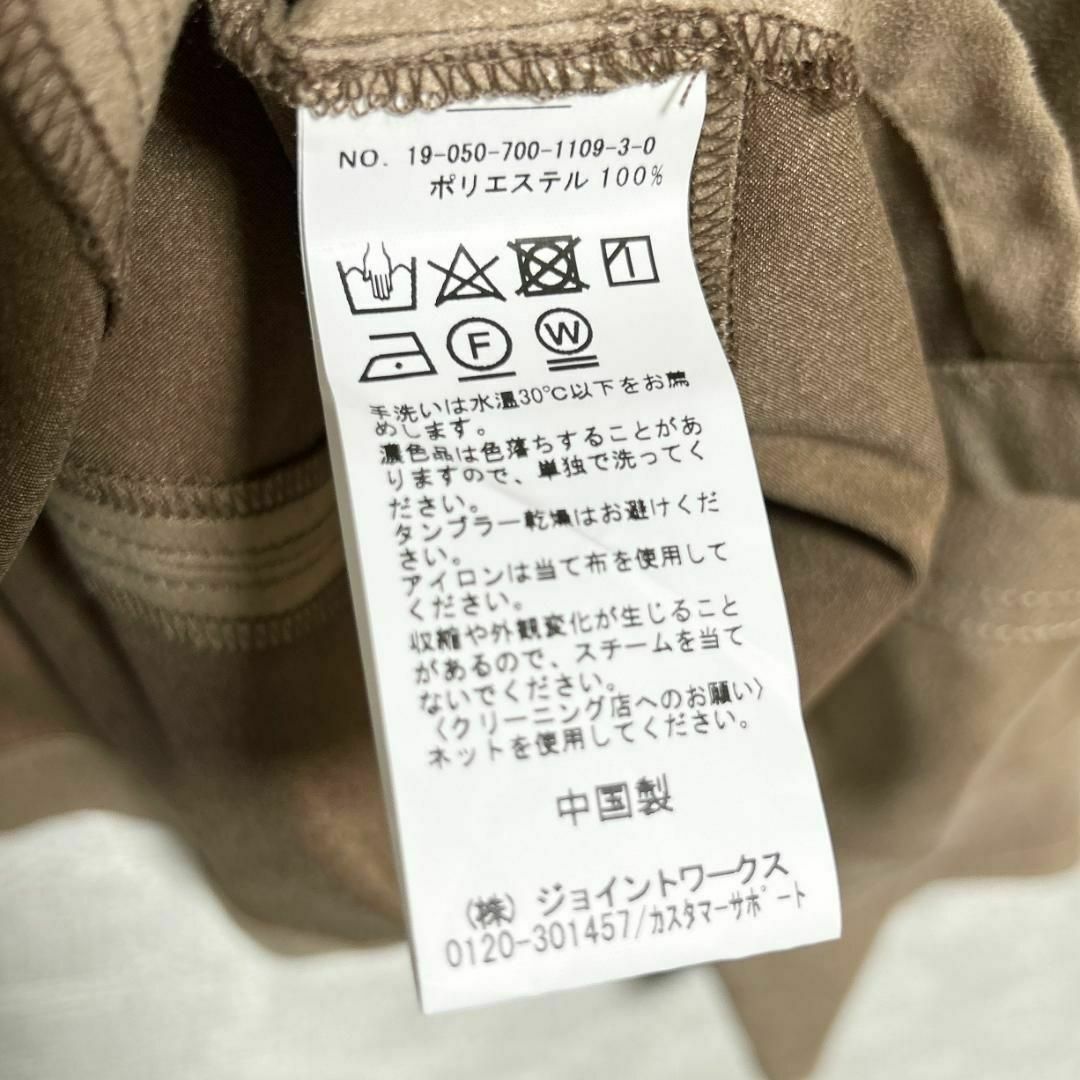 NO. 19-050-700-1109-3-0
ポリエステル 100%
F
W
手洗いは水温30℃以下をお薦
めします。
濃色品は色落ちすることがあ
りますので、単独で洗ってく
ださい。
タンブラー乾燥はお避けくだ
さい。
アイロンは当て布を使用して
ください。
収縮や外観変化が生じること
があるので、スチームを当て
ないでください。
〈クリーニング店へのお願い〉
ネットを使用してください。
中国製
(株) ジョイントワークス
0120-301457/カスタマーサポート